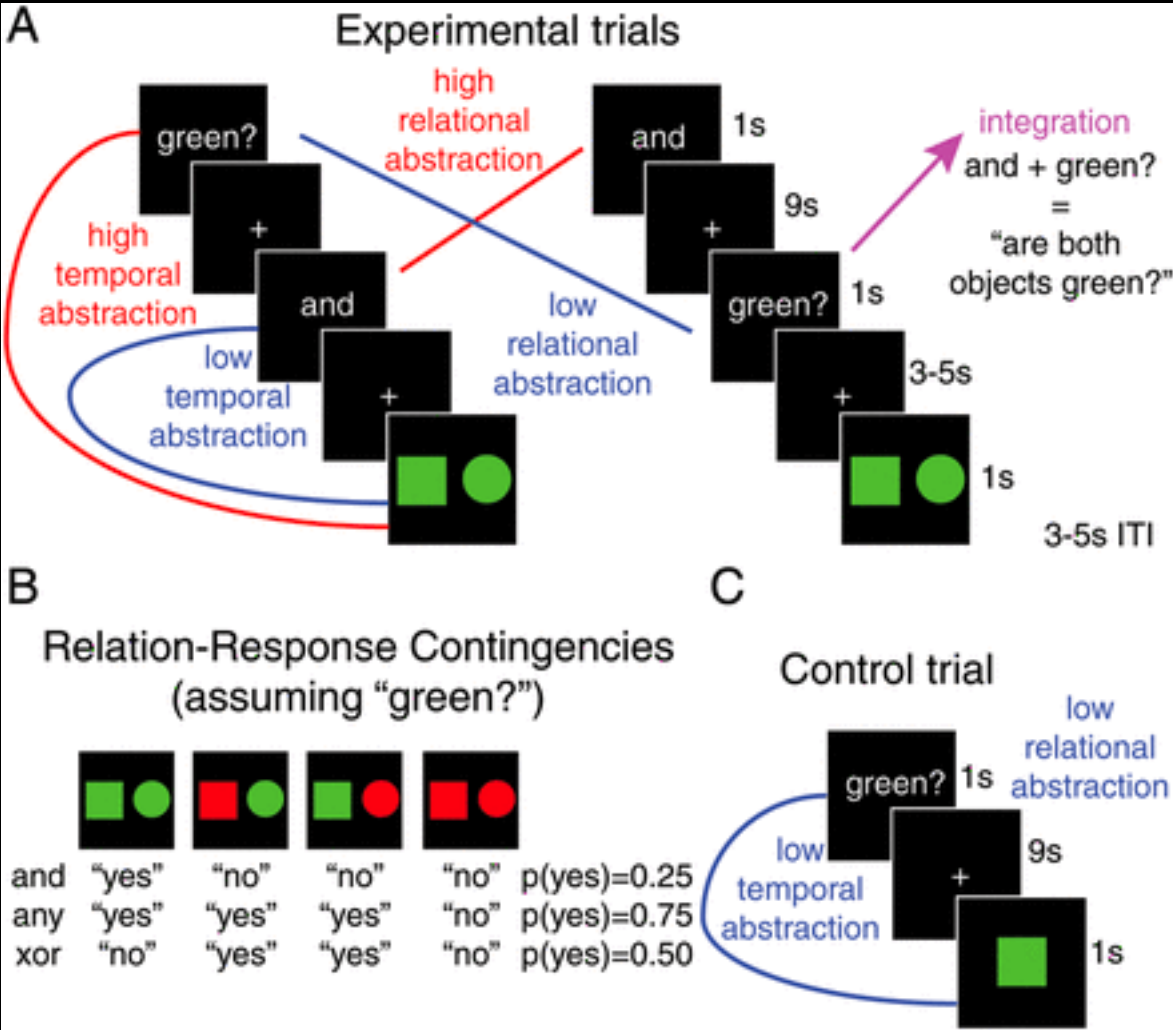 A
Experimental trials
green?
+
and
+
high
relational
abstraction
high
temporal
abstraction
low
temporal
abstraction
low
relational
abstraction
and
1s
+
9s
green?
1s
+
3-5s
1s
3-5s ITI
integration
and + green?
=
“are both
objects green?”
B
Relation-Response Contingencies
(assuming “green?”)
and “yes” “no” “no” “no” p(yes)=0.25
any “yes” “yes” “yes” “no” p(yes)=0.75
xor “no” “yes” “yes” “no” p(yes)=0.50
C
Control trial
low
relational
abstraction
green? 1s
+
9s
low
temporal
abstraction
1s